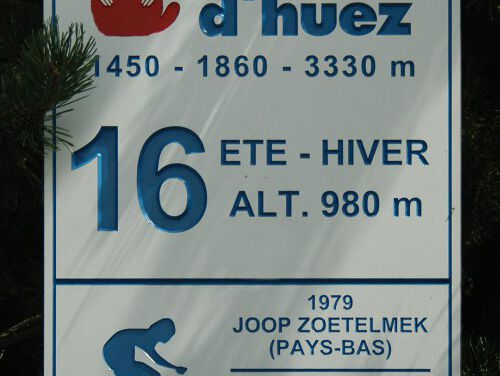 d'huez
1450 - 1860 - 3330 m
16
ETE - HIVER
ALT. 980 m
1979
JOOP ZOETELMEK
(PAYS-BAS)